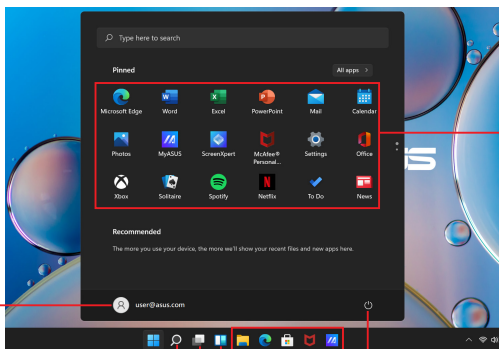 Type here to search
Pinned
All apps >
Microsoft Edge
Word
Excel
PowerPoint
Mail
Calendar
Photos
MyASUS
ScreenXpert
McAfee®
Personal...
Settings
Office
Xbox
Solitaire
Spotify
Netflix
To Do
News
Recommended
The more you use your device, the more we'll show your recent files and new apps here.
user@asus.com